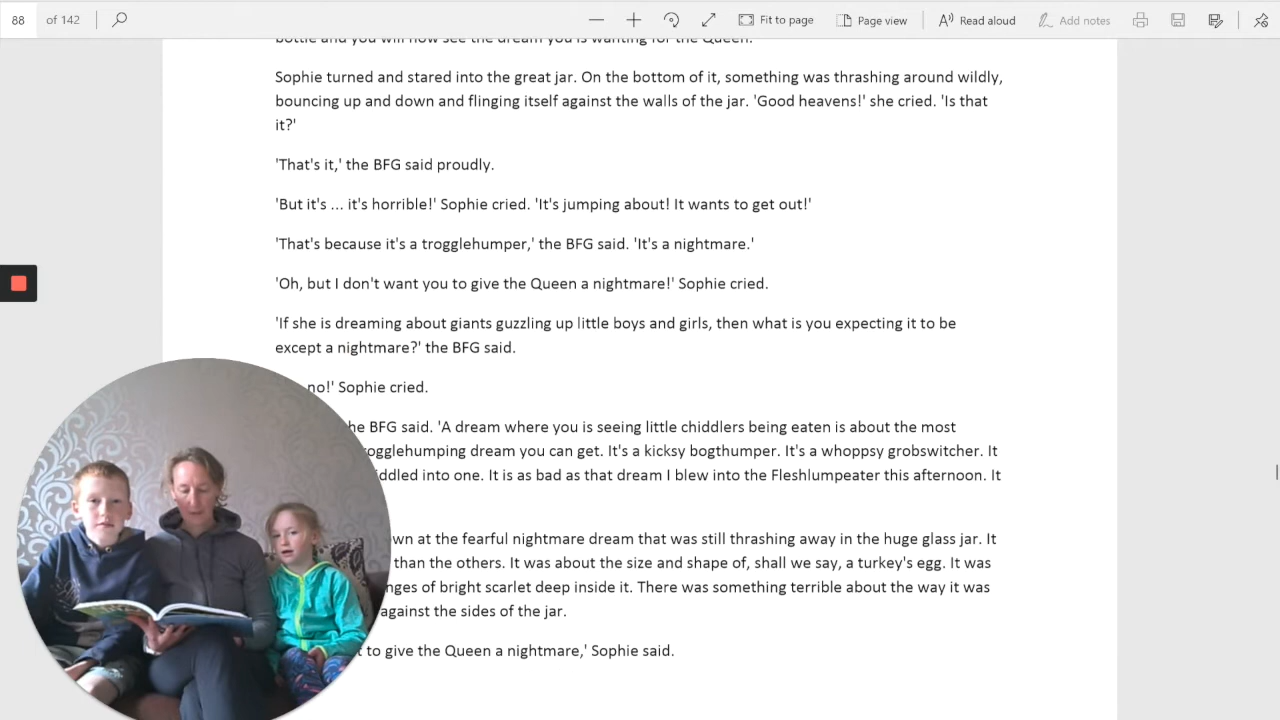 88 of 142 Fit to page Page view Read aloud Add notes
bottle and you will now see the dream you is wanting for the Queen.'
Sophie turned and stared into the great jar. On the bottom of it, something was thrashing around wildly,
bouncing up and down and flinging itself against the walls of the jar. 'Good heavens!' she cried. 'Is that
it?'
'That's it,' the BFG said proudly.
'But it's ... it's horrible!' Sophie cried. 'It's jumping about! It wants to get out!'
'That's because it's a trogglehumper,' the BFG said. 'It's a nightmare.'
'Oh, but I don't want you to give the Queen a nightmare!' Sophie cried.
'If she is dreaming about giants guzzling up little boys and girls, then what is you expecting it to be
except a nightmare?' the BFG said.
no!' Sophie cried.
he BFG said. 'A dream where you is seeing little chiddlers being eaten is about the most
rogglehumping dream you can get. It's a kicksy bogthumper. It's a whoppsy grobswitcher. It
iddled into one. It is as bad as that dream I blew into the Fleshlumpeater this afternoon. It
wn at the fearful nightmare dream that was still thrashing away in the huge glass jar. It
than the others. It was about the size and shape of, shall we say, a turkey's egg. It was
nges of bright scarlet deep inside it. There was something terrible about the way it was
against the sides of the jar.
t to give the Queen a nightmare,' Sophie said.